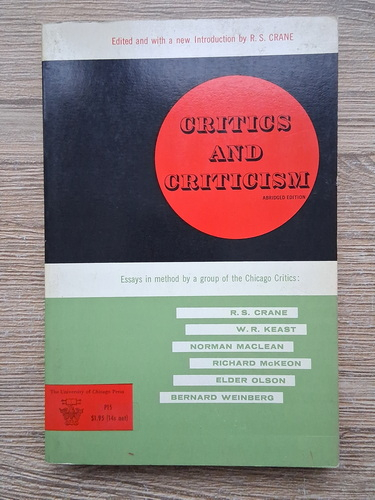 Edited and with a new Introduction by R. S. CRANE
CRITICS
AND
CRITICISM
ABRIDGED EDITION
Essays in method by a group of the Chicago Critics:
R. S. CRANE
W. R. KEAST
NORMAN MACLEAN
RICHARD McKEON
ELDER OLSON
BERNARD WEINBERG
The University of Chicago Press
$1.95